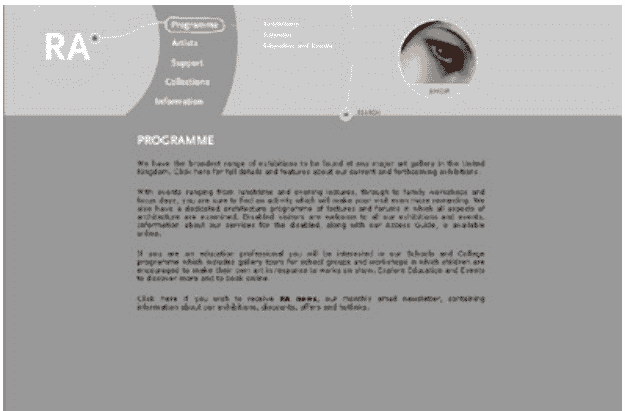 RA
Programme
Artists
Support
Collections
Information
Exhibitions
Calendar
Education and Events
SHOP
SEARCH
PROGRAMME
We have the broadest range of exhibitions to be found at any major art gallery in the United
Kingdom. Click here for full details and features about our current and forthcoming exhibitions.
With events ranging from lunchtime and evening lectures, through to family workshops and
focus days, you are sure to find an activity which will make your visit even more rewarding. We
also have a dedicated architecture programme of lectures and forums in which all aspects of
architecture are examined. Disabled visitors are welcome to all our exhibitions and events.
Information about our services for the disabled, along with our Access Guide, is available
online.
If you are an education professional you will be interested in our Schools and College
programme which includes gallery tours for school groups and workshops in which children are
encouraged to make their own art in response to works on show. Explore Education and Events
to discover more and to book online.
Click here if you wish to receive RA news, our monthly email newsletter, containing
information about our exhibitions, discounts, offers and hotlinks.